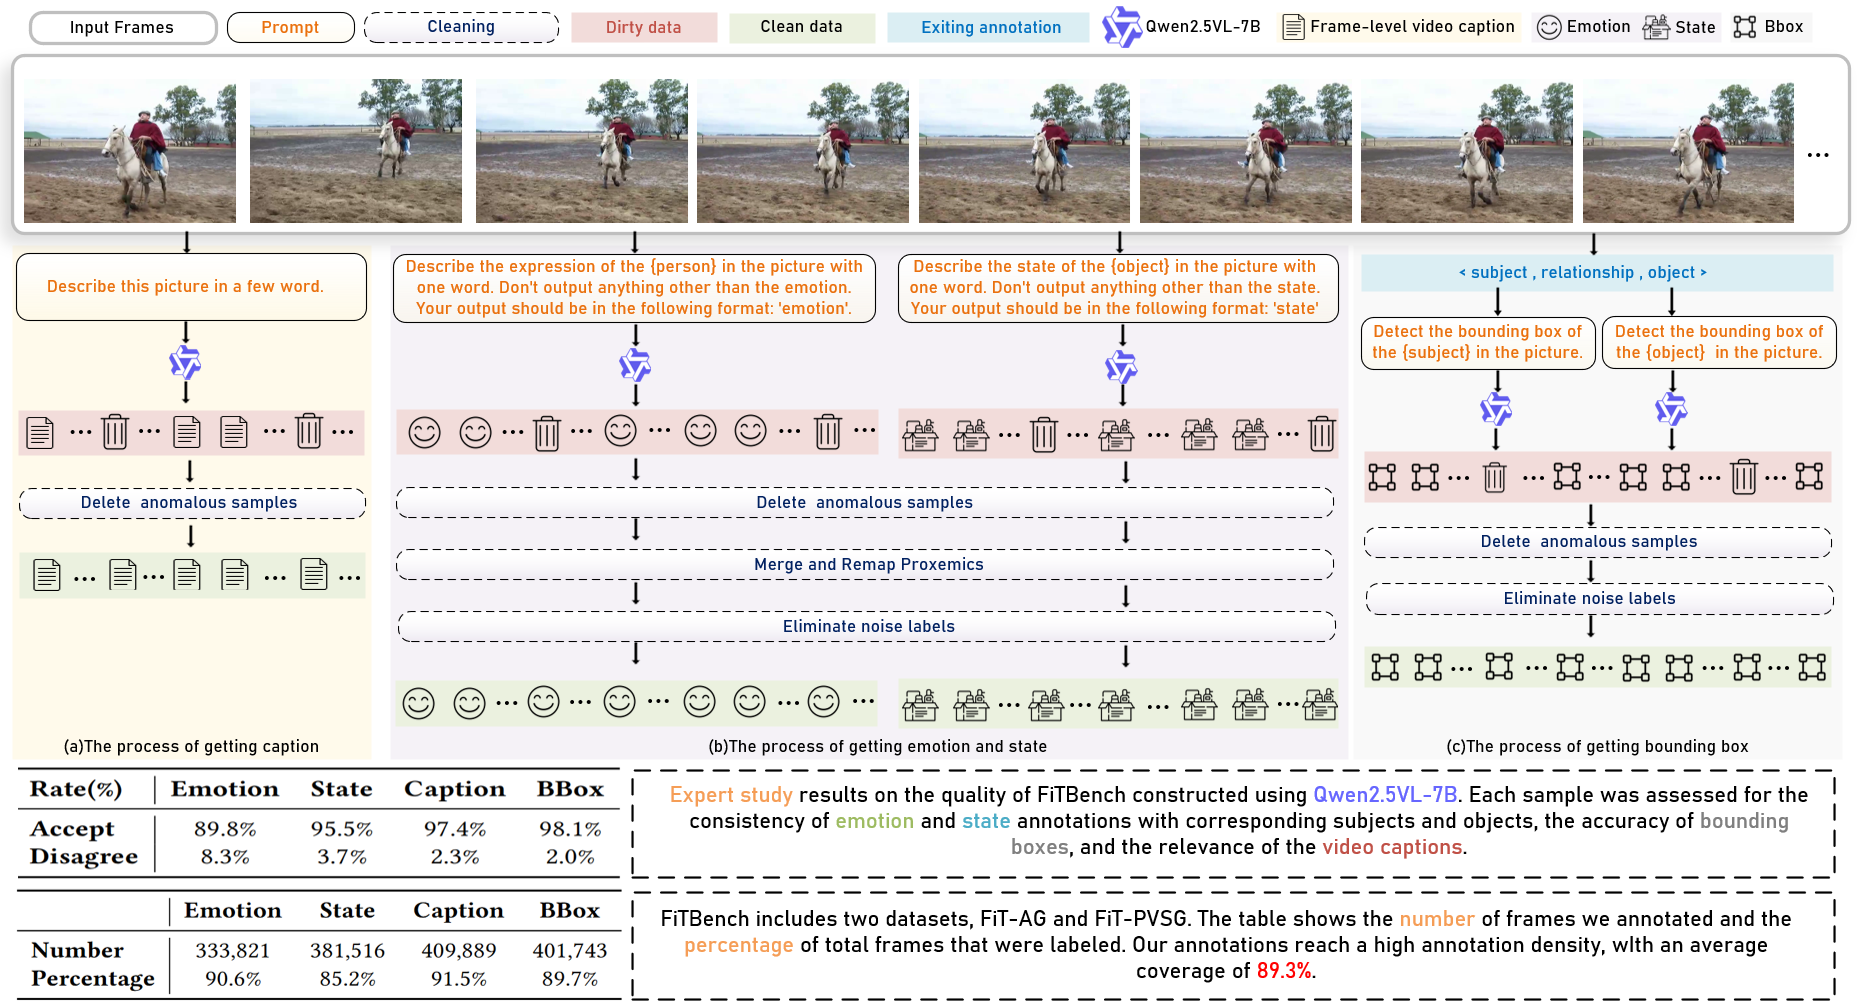 Input Frames
Prompt
Cleaning
Dirty data
Clean data
Exiting annotation
Qwen2.5VL-7B
Frame-level video caption
Emotion
State
Bbox
...
Describe this picture in a few word.
Describe the expression of the {person} in the picture with
one word. Don't output anything other than the emotion.
Your output should be in the following format: 'emotion'.
Describe the state of the {object} in the picture with
one word. Don't output anything other than the state.
Your output should be in the following format: 'state'
< subject , relationship , object >
Detect the bounding box of
the {subject} in the picture.
Detect the bounding box of
the {object} in the picture.
Delete anomalous samples
Delete anomalous samples
Merge and Remap Proxemics
Eliminate noise labels
Delete anomalous samples
Eliminate noise labels
(a)The process of getting caption
(b)The process of getting emotion and state
(c)The process of getting bounding box
Rate(%) Emotion State Caption BBox
Accept 89.8% 95.5% 97.4% 98.1%
Disagree 8.3% 3.7% 2.3% 2.0%
Expert study results on the quality of FiTBench constructed using Qwen2.5VL-7B. Each sample was assessed for the
consistency of emotion and state annotations with corresponding subjects and objects, the accuracy of bounding
boxes, and the relevance of the video captions.
Emotion State Caption BBox
Number 333,821 381,516 409,889 401,743
Percentage 90.6% 85.2% 91.5% 89.7%
FiTBench includes two datasets, FiT-AG and FiT-PVSG. The table shows the number of frames we annotated and the
percentage of total frames that were labeled. Our annotations reach a high annotation density, wIth an average
coverage of 89.3%.